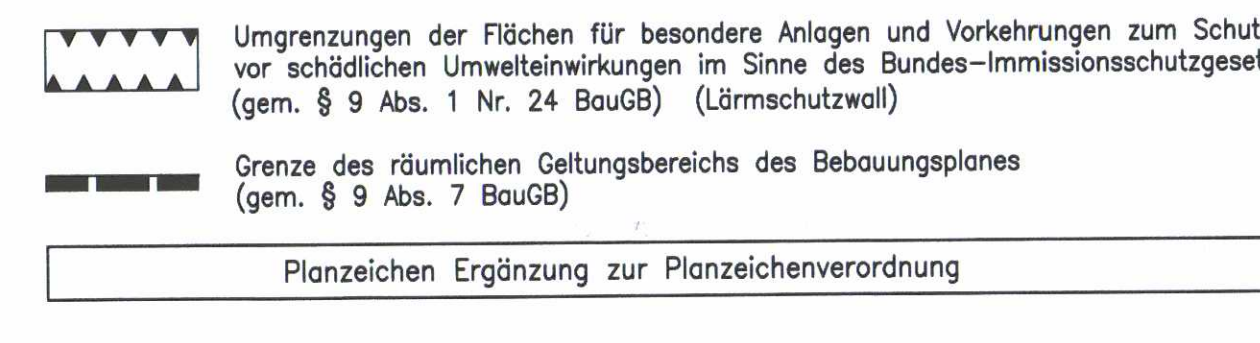 Umgrenzungen der Flächen für besondere Anlagen und Vorkehrungen zum Schut
vor schädlichen Umwelteinwirkungen im Sinne des Bundes-Immissionsschutzgeset
(gem. § 9 Abs. 1 Nr. 24 BauGB) (Lärmschutzwall)
Grenze des räumlichen Geltungsbereichs des Bebauungsplanes
(gem. § 9 Abs. 7 BauGB)
Planzeichen Ergänzung zur Planzeichenverordnung